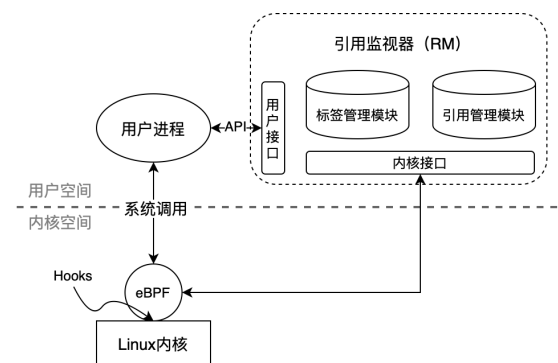 引用监视器（RM）
用户接口
标签管理模块
引用管理模块
内核接口
用户进程
API
用户空间
系统调用
内核空间
Hooks
eBPF
Linux内核